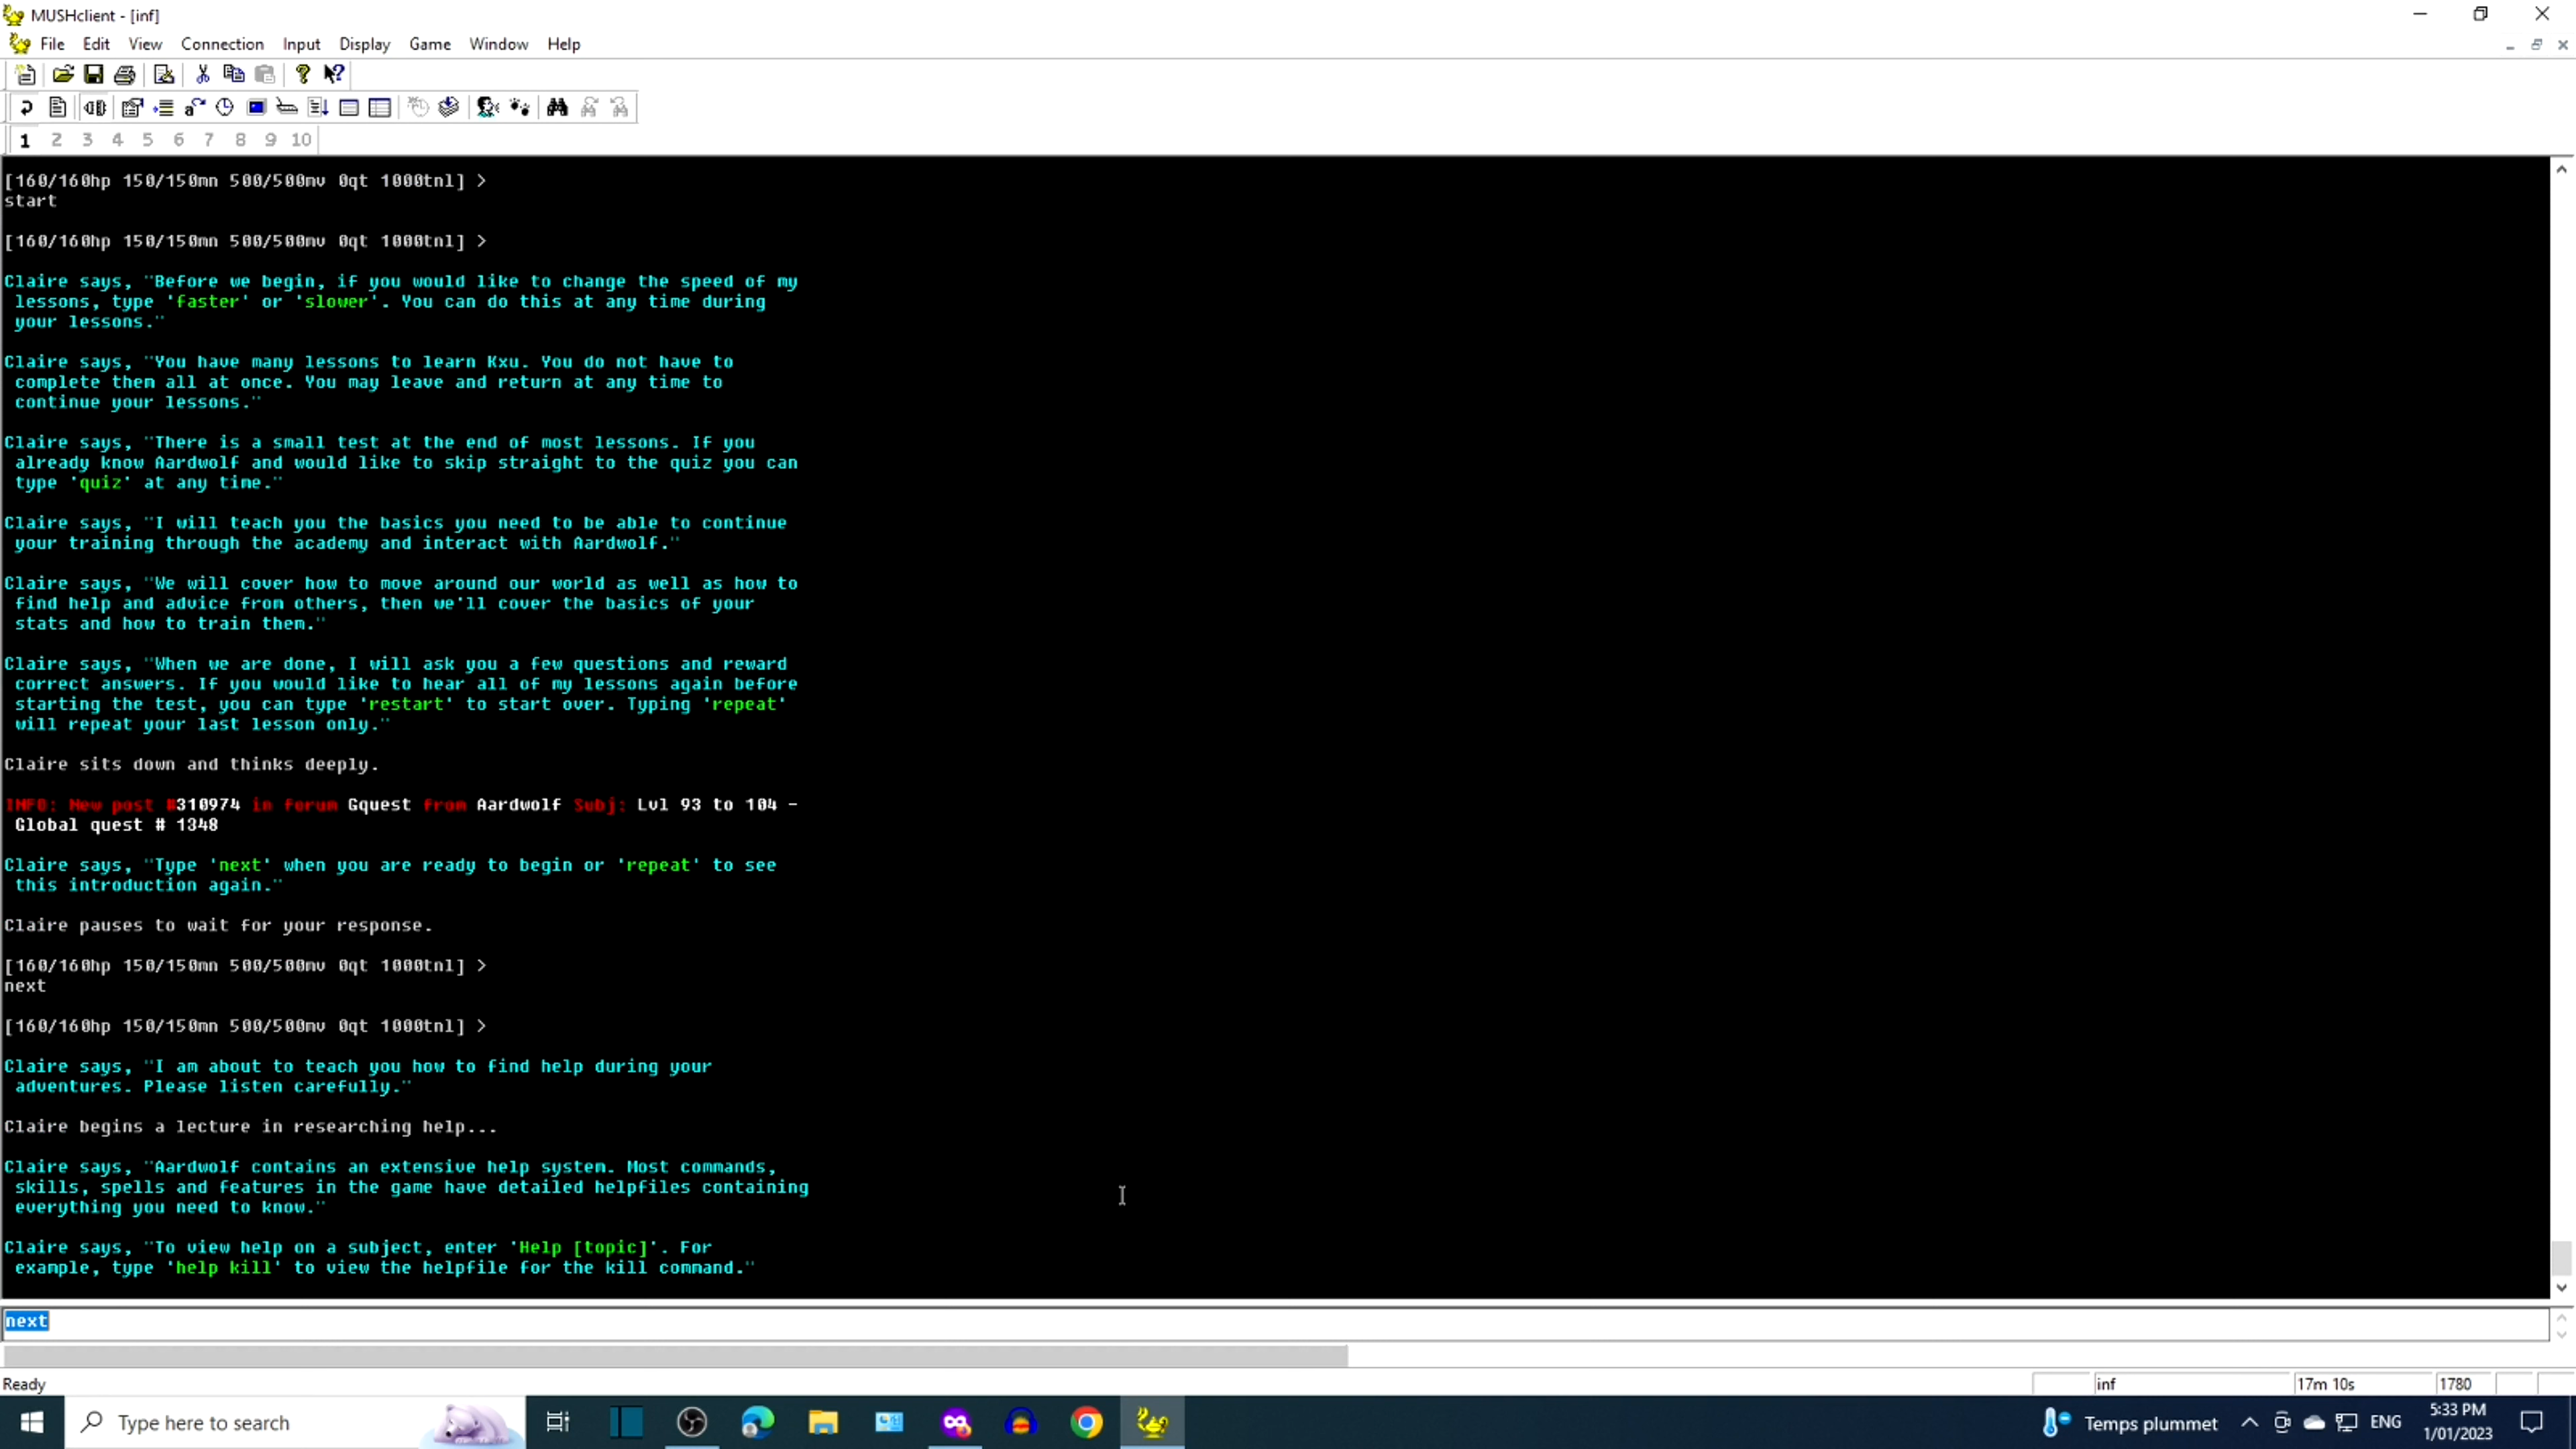 MUSHclient - [inf]
File Edit View Connection Input Display Game Window Help
1 2 3 4 5 6 7 8 9 10
[160/160hp 150/150mn 500/500mv 0qt 1000tnl] >
start
[160/160hp 150/150mn 500/500mv 0qt 1000tnl] >
Claire says, "Before we begin, if you would like to change the speed of my
lessons, type 'faster' or 'slower'. You can do this at any time during
your lessons."
Claire says, "You have many lessons to learn Kxu. You do not have to
complete them all at once. You may leave and return at any time to
continue your lessons."
Claire says, "There is a small test at the end of most lessons. If you
already know Aardwolf and would like to skip straight to the quiz you can
type 'quiz' at any time."
Claire says, "I will teach you the basics you need to be able to continue
your training through the academy and interact with Aardwolf."
Claire says, "We will cover how to move around our world as well as how to
find help and advice from others, then we'll cover the basics of your
stats and how to train them."
Claire says, "When we are done, I will ask you a few questions and reward
correct answers. If you would like to hear all of my lessons again before
starting the test, you can type 'restart' to start over. Typing 'repeat'
will repeat your last lesson only."
Claire sits down and thinks deeply.
INFO: New post #310974 in forum Gquest from Aardwolf Subj: Lvl 93 to 104 -
Global quest # 1348
Claire says, "Type 'next' when you are ready to begin or 'repeat' to see
this introduction again."
Claire pauses to wait for your response.
[160/160hp 150/150mn 500/500mv 0qt 1000tnl] >
next
[160/160hp 150/150mn 500/500mv 0qt 1000tnl] >
Claire says, "I am about to teach you how to find help during your
adventures. Please listen carefully."
Claire begins a lecture in researching help...
Claire says, "Aardwolf contains an extensive help system. Most commands,
skills, spells and features in the game have detailed helpfiles containing
everything you need to know."
Claire says, "To view help on a subject, enter 'Help [topic]'. For
example, type 'help kill' to view the helpfile for the kill command."
next
Ready inf 17m 10s 1780
Type here to search Temps plummet ENG 5:33 PM
1/01/2023